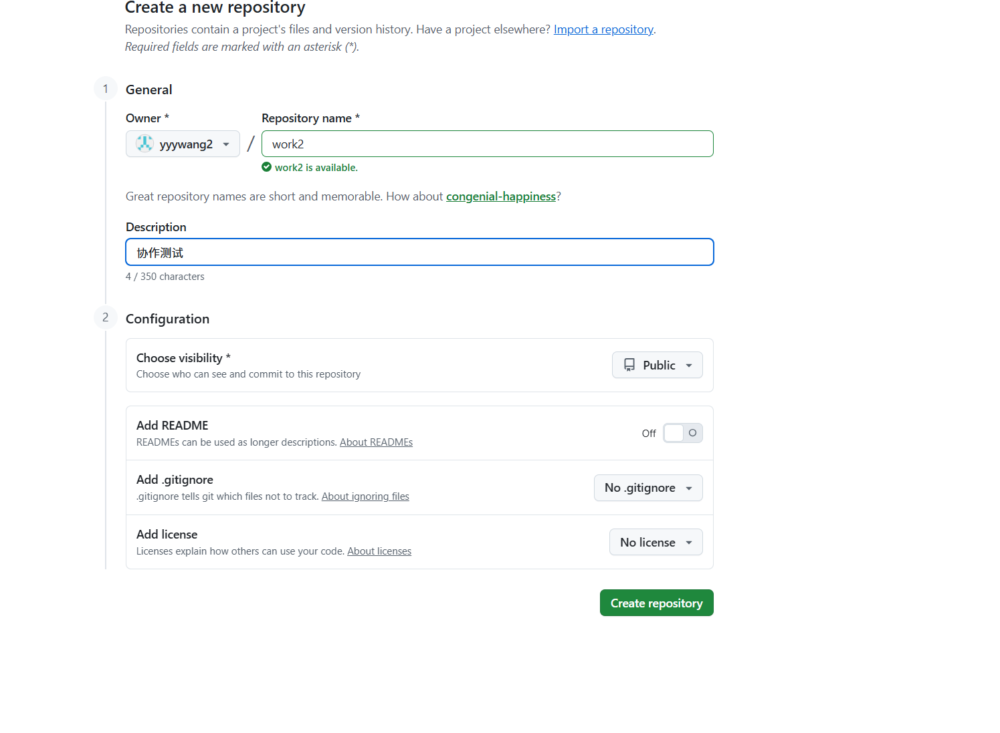 Create a new repository
Repositories contain a project's files and version history. Have a project elsewhere? Import a repository.
Required fields are marked with an asterisk (*).
1 General
Owner * Repository name *
yyywang2 / work2
work2 is available.
Great repository names are short and memorable. How about congenial-happiness?
Description
协作测试
4 / 350 characters
2 Configuration
Choose visibility *
Choose who can see and commit to this repository
Public
Add README
READMEs can be used as longer descriptions. About READMEs
Off
Add .gitignore
.gitignore tells git which files not to track. About ignoring files
No .gitignore
Add license
Licenses explain how others can use your code. About licenses
No license
Create repository